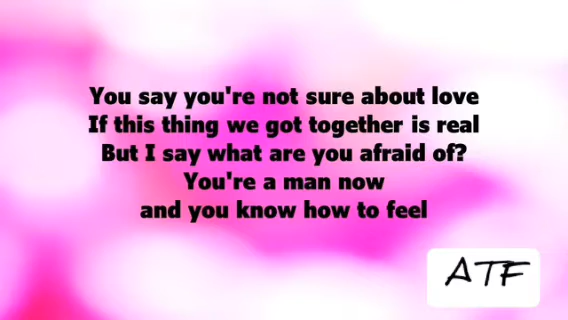 You say you're not sure about love
If this thing we got together is real
But I say what are you afraid of?
You're a man now
and you know how to feel
ATF